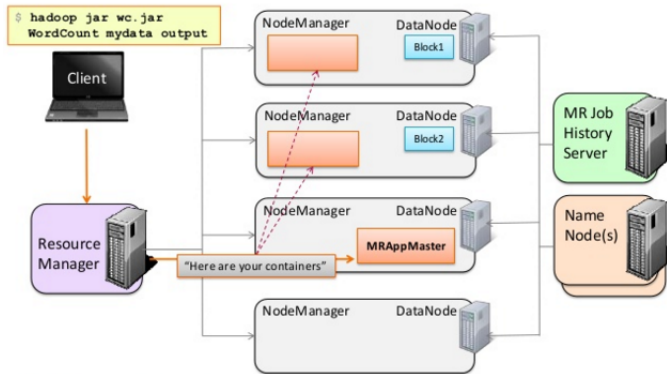 $ hadoop jar wc.jar
WordCount mydata output
Client
NodeManager
DataNode
Block1
NodeManager
DataNode
Block2
MR Job
History
Server
NodeManager
DataNode
MRAppMaster
Name
Node(s)
Resource
Manager
“Here are your containers”
NodeManager
DataNode